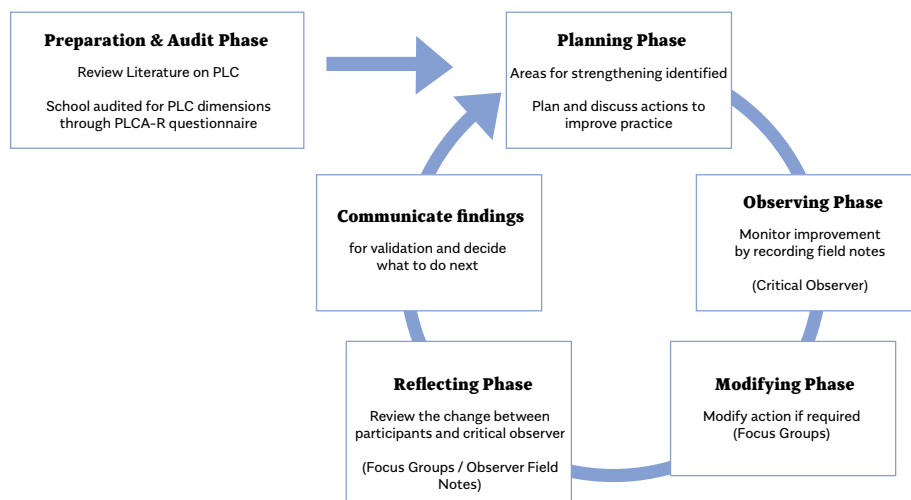 Preparation & Audit Phase
Review Literature on PLC
School audited for PLC dimensions
through PLCA-R questionnaire
Planning Phase
Areas for strengthening identified
Plan and discuss actions to
improve practice
Observing Phase
Monitor improvement
by recording field notes
(Critical Observer)
Modifying Phase
Modify action if required
(Focus Groups)
Reflecting Phase
Review the change between
participants and critical observer
(Focus Groups / Observer Field
Notes)
Communicate findings
for validation and decide
what to do next